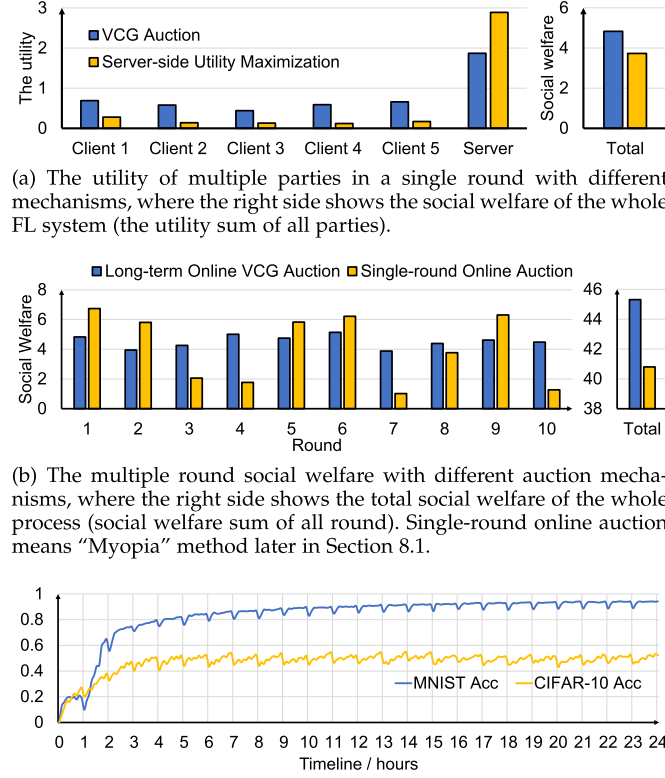 3
2
1
0
The utility
VCG Auction
Server-side Utility Maximization
Client 1 Client 2 Client 3 Client 4 Client 5 Server
6
4
2
0
Social welfare
Total
(a) The utility of multiple parties in a single round with different
mechanisms, where the right side shows the social welfare of the whole
FL system (the utility sum of all parties).
Long-term Online VCG Auction Single-round Online Auction
8
6
4
2
0
Social Welfare
1 2 3 4 5 6 7 8 9 10
Round
46
44
42
40
38
Total
(b) The multiple round social welfare with different auction mecha-
nisms, where the right side shows the total social welfare of the whole
process (social welfare sum of all round). Single-round online auction
means “Myopia” method later in Section 8.1.
1
0.8
0.6
0.4
0.2
0
MNIST Acc CIFAR-10 Acc
0 1 2 3 4 5 6 7 8 9 10 11 12 13 14 15 16 17 18 19 20 21 22 23 24
Timeline / hours